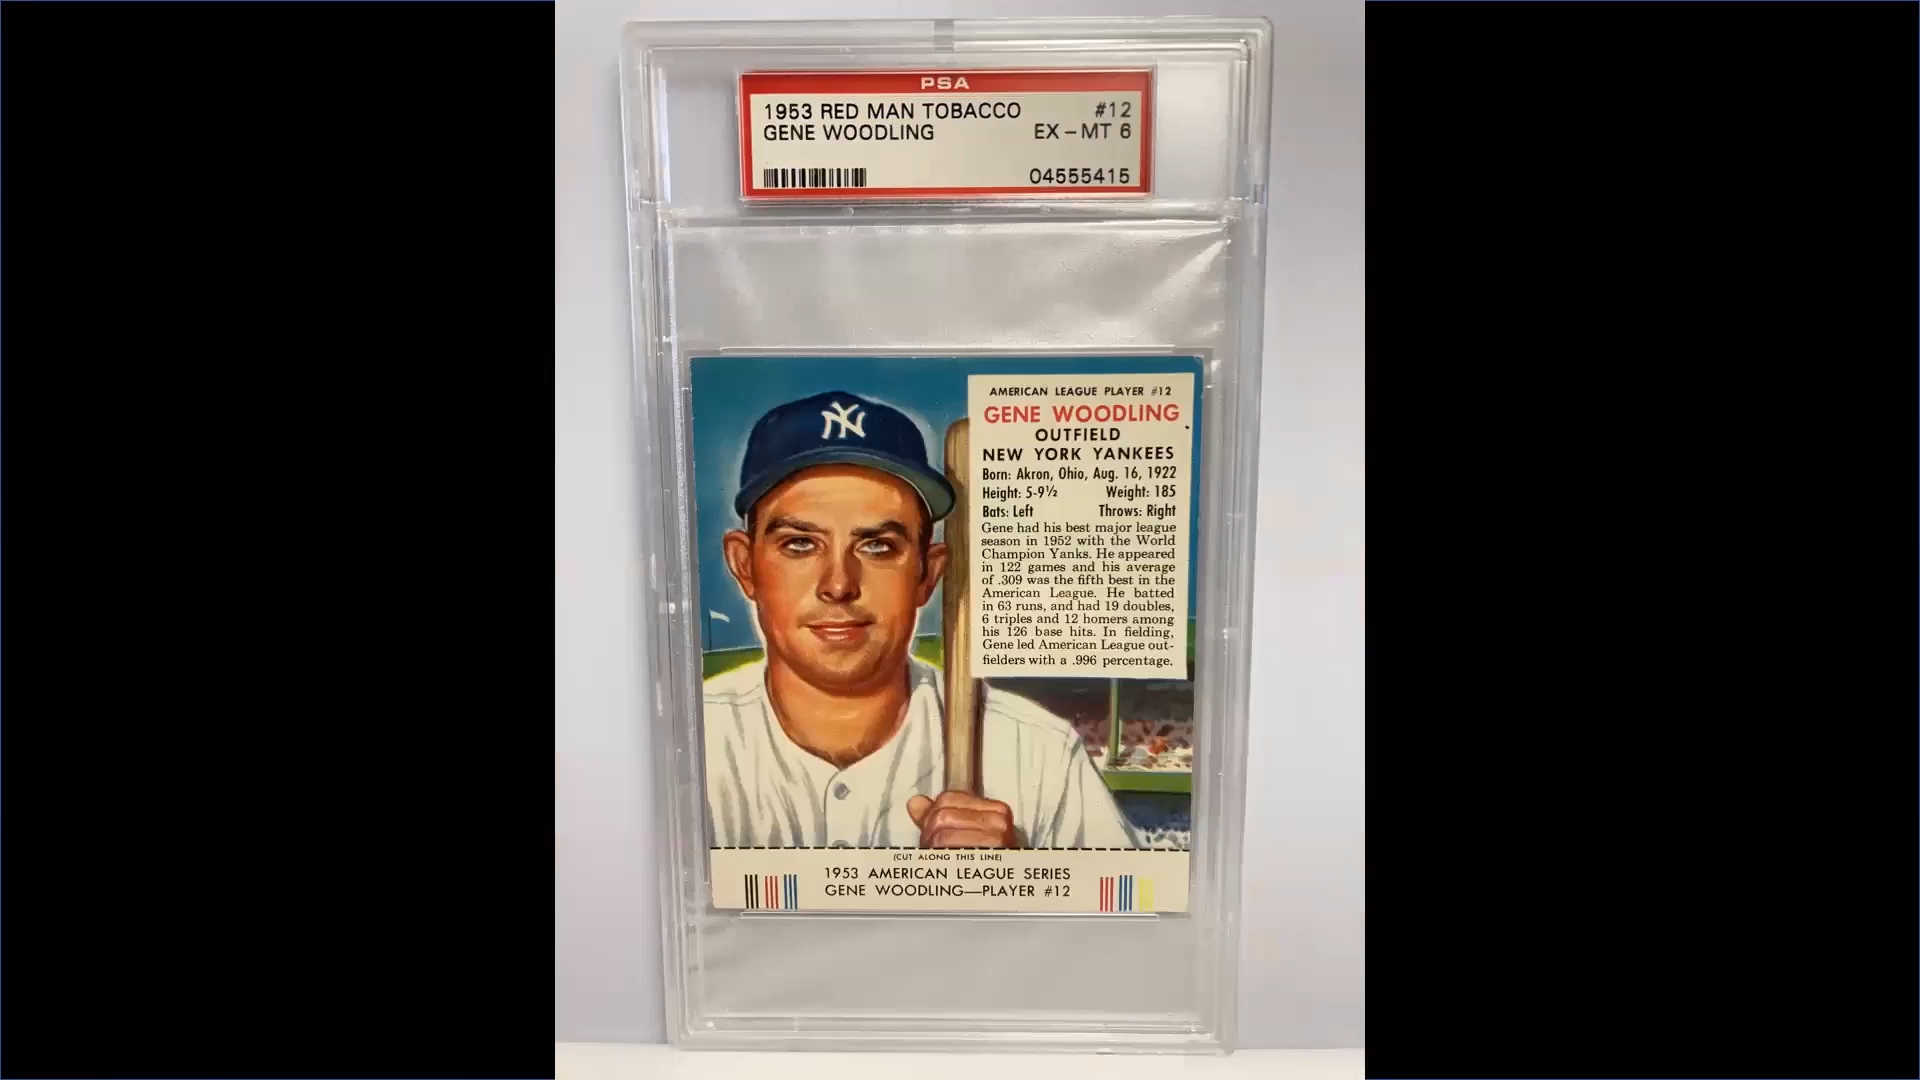 PSA
1953 RED MAN TOBACCO #12
GENE WOODLING EX-MT 6
04555415
NY
AMERICAN LEAGUE PLAYER #12
GENE WOODLING
OUTFIELD
NEW YORK YANKEES
Born: Akron, Ohio, Aug. 16, 1922
Height: 5-9½ Weight: 185
Bats: Left Throws: Right
Gene had his best major league
season in 1952 with the World
Champion Yanks. He appeared
in 122 games and his average
of .309 was the fifth best in the
American League. He batted
in 63 runs, and had 19 doubles,
6 triples and 12 homers among
his 126 base hits. In fielding,
Gene led American League out-
fielders with a .996 percentage.
(CUT ALONG THIS LINE)
1953 AMERICAN LEAGUE SERIES
GENE WOODLING—PLAYER #12